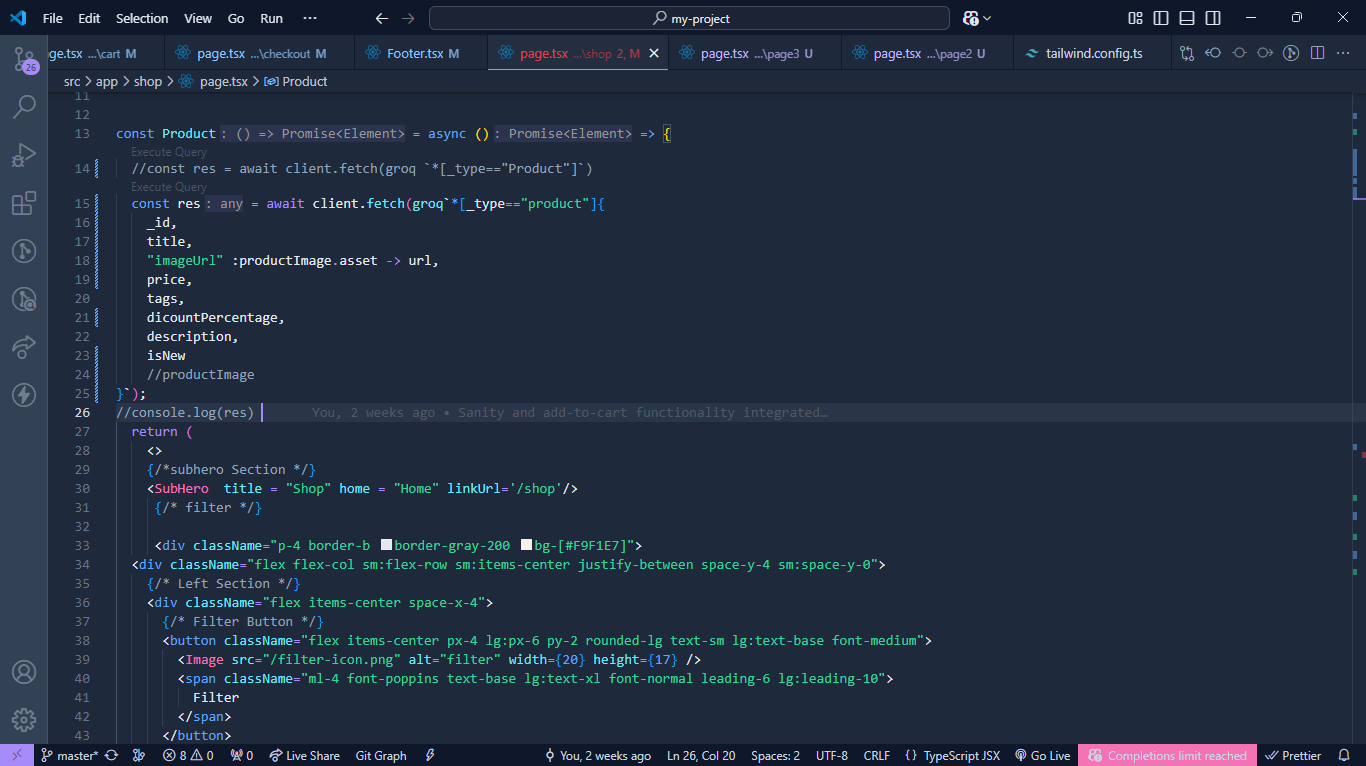 File Edit Selection View Go Run ··· my-project
page.tsx ...\cart M page.tsx ...\checkout M Footer.tsx M page.tsx ...\shop 2, M page.tsx ...\page3 U page.tsx ...\page2 U tailwind.config.ts
src > app > shop > page.tsx > Product
11
12
13 const Product: () => Promise<Element> = async (): Promise<Element> => {
Execute Query
14 //const res = await client.fetch(groq `*[_type=="Product"]`)
Execute Query
15 const res: any = await client.fetch(groq`*[_type=="product"]{
16 _id,
17 title,
18 "imageUrl" :productImage.asset -> url,
19 price,
20 tags,
21 dicountPercentage,
22 description,
23 isNew
24 //productImage
25 }`);
26 //console.log(res) You, 2 weeks ago • Sanity and add-to-cart functionality integrated…
27 return (
28 <>
29 {/*subhero Section */}
30 <SubHero title = "Shop" home = "Home" linkUrl='/shop'/>
31 {/* filter */}
32
33 <div className="p-4 border-b border-gray-200 bg-[#F9F1E7]">
34 <div className="flex flex-col sm:flex-row sm:items-center justify-between space-y-4 sm:space-y-0">
35 {/* Left Section */}
36 <div className="flex items-center space-x-4">
37 {/* Filter Button */}
38 <button className="flex items-center px-4 lg:px-6 py-2 rounded-lg text-sm lg:text-base font-medium">
39 <Image src="/filter-icon.png" alt="filter" width={20} height={17} />
40 <span className="ml-4 font-poppins text-base lg:text-xl font-normal leading-6 lg:leading-10">
41 Filter
42 </span>
43 </button>
26
master* 8 0 0 Live Share Git Graph You, 2 weeks ago Ln 26, Col 20 Spaces: 2 UTF-8 CRLF {} TypeScript JSX Go Live Completions limit reached Prettier